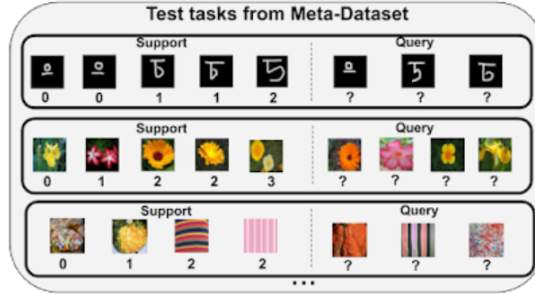 Test tasks from Meta-Dataset
Support Query
0 0 1 1 2 ? ? ?
Support Query
0 1 2 2 3 ? ? ? ?
Support Query
0 1 2 2 ? ? ?
...